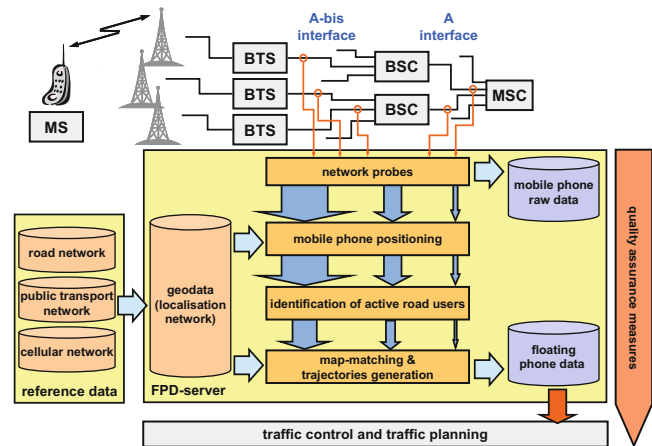 A-bis
interface
A
interface
BTS
BSC
BTS
BSC
MSC
MS
BTS
network probes
mobile phone
raw data
mobile phone positioning
road network
geodata
(localisation
network)
public transport
network
identification of active road users
cellular network
map-matching &
trajectories generation
floating
phone data
reference data
FPD-server
quality assurance measures
traffic control and traffic planning